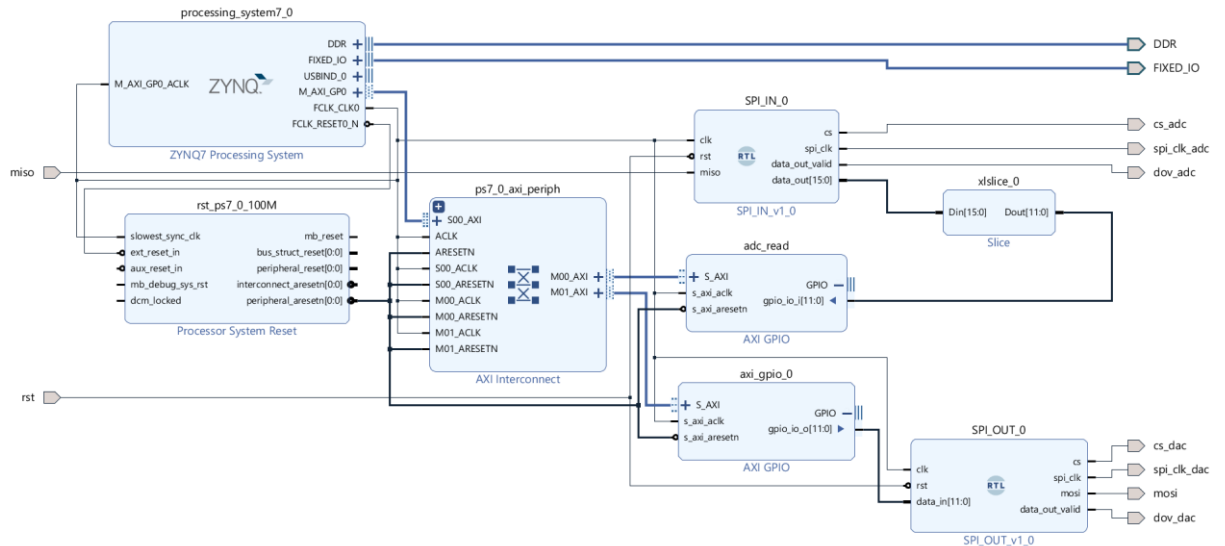 processing_system7_0
DDR
FIXED_IO
USBIND_0
M_AXI_GP0
FCLK_CLK0
FCLK_RESET0_N
M_AXI_GP0_ACLK
ZYNQ
ZYNQ7 Processing System
DDR
FIXED_IO
miso
rst
rst_ps7_0_100M
slowest_sync_clk
ext_reset_in
aux_reset_in
mb_debug_sys_rst
dcm_locked
mb_reset
bus_struct_reset[0:0]
peripheral_reset[0:0]
interconnect_aresetn[0:0]
peripheral_aresetn[0:0]
Processor System Reset
ps7_0_axi_periph
S00_AXI
ACLK
ARESETN
S00_ACLK
S00_ARESETN
M00_ACLK
M00_ARESETN
M01_ACLK
M01_ARESETN
M00_AXI
M01_AXI
AXI Interconnect
SPI_IN_0
clk
rst
miso
RTL
cs
spi_clk
data_out_valid
data_out[15:0]
SPI_IN_v1_0
cs_adc
spi_clk_adc
dov_adc
xlslice_0
Din[15:0]
Dout[11:0]
Slice
adc_read
S_AXI
s_axi_aclk
s_axi_aresetn
GPIO
gpio_io_i[11:0]
AXI GPIO
axi_gpio_0
S_AXI
s_axi_aclk
s_axi_aresetn
GPIO
gpio_io_o[11:0]
AXI GPIO
SPI_OUT_0
clk
rst
data_in[11:0]
RTL
cs
spi_clk
mosi
data_out_valid
SPI_OUT_v1_0
cs_dac
spi_clk_dac
mosi
dov_dac